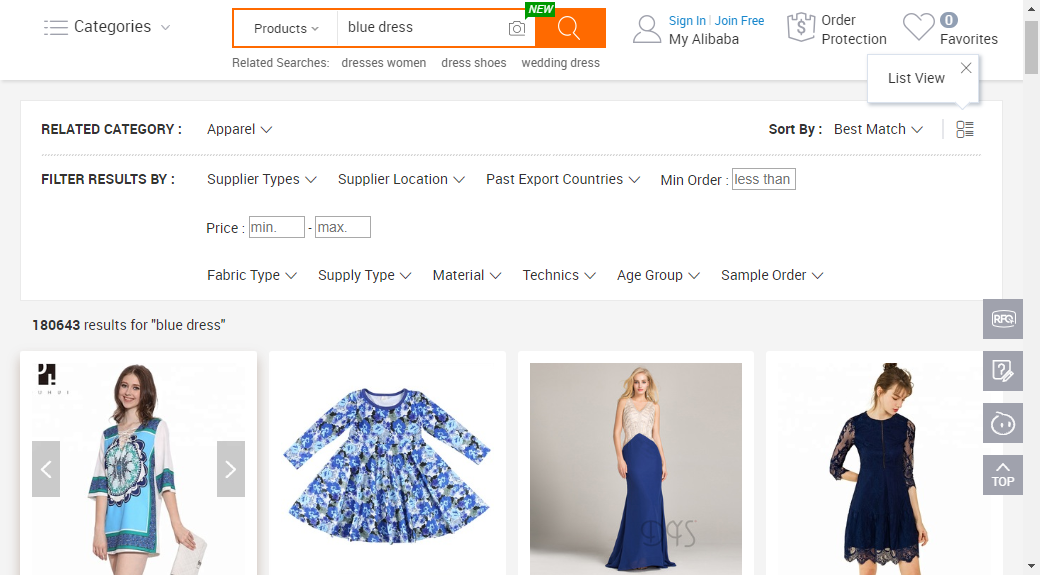 Categories
Products
blue dress
NEW
Sign In | Join Free
My Alibaba
Order
Protection
0
Favorites
Related Searches: dresses women dress shoes wedding dress
List View
RELATED CATEGORY : Apparel
Sort By : Best Match
FILTER RESULTS BY : Supplier Types Supplier Location Past Export Countries Min Order : less than
Price : min. - max.
Fabric Type Supply Type Material Technics Age Group Sample Order
180643 results for "blue dress"
RFQ
TOP
DFS